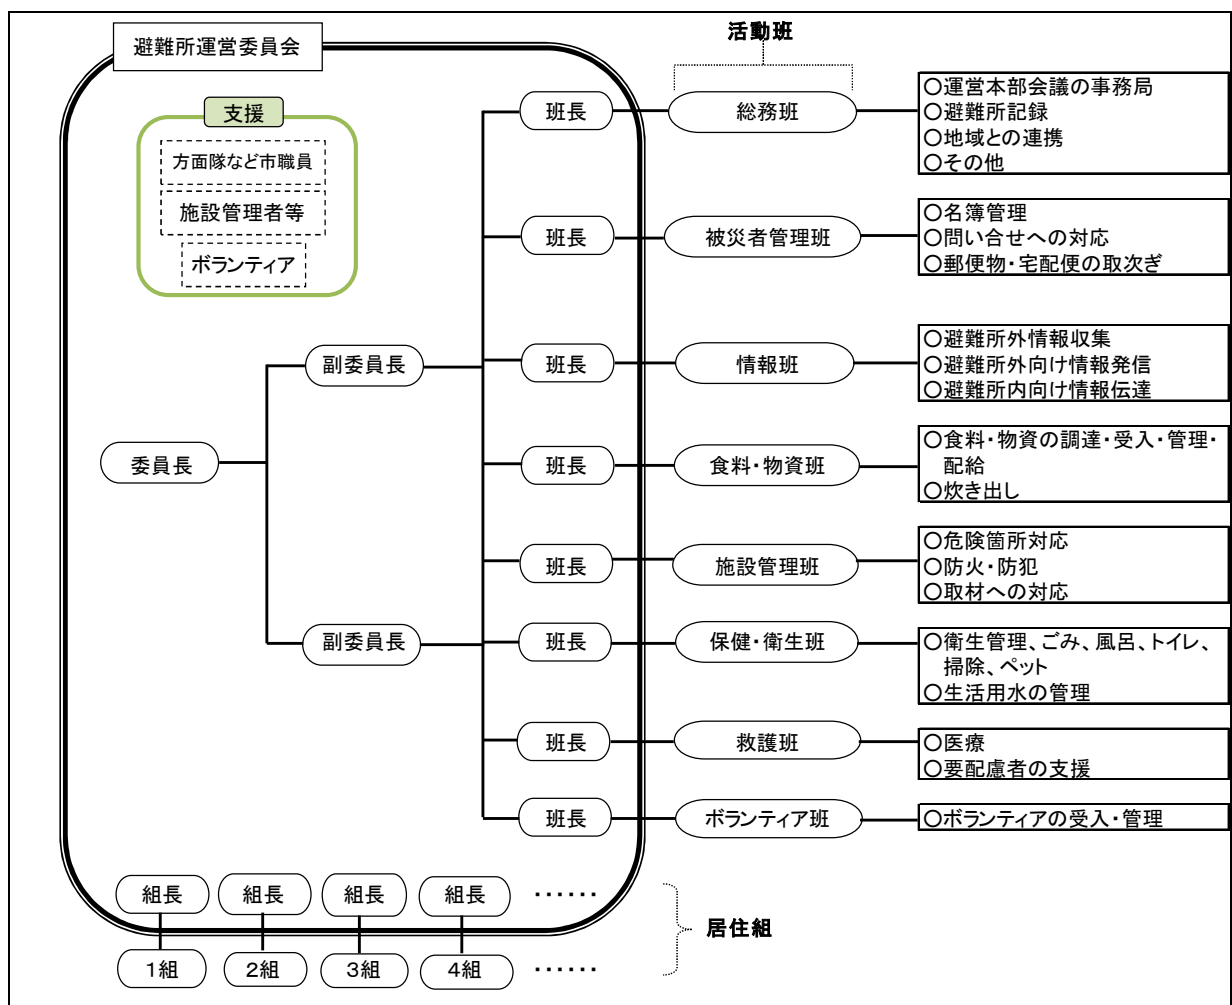 避難所運営委員会
支援
方面隊など市職員
施設管理者等
ボランティア
活動班
委員長
副委員長
副委員長
班長
総務班
○運営本部会議の事務局
○避難所記録
○地域との連携
○その他
班長
被災者管理班
○名簿管理
○問い合せへの対応
○郵便物・宅配便の取次ぎ
班長
情報班
○避難所外情報収集
○避難所外向け情報発信
○避難所内向け情報伝達
班長
食料・物資班
○食料・物資の調達・受入・管理・
配給
○炊き出し
班長
施設管理班
○危険箇所対応
○防火・防犯
○取材への対応
班長
保健・衛生班
○衛生管理、ごみ、風呂、トイレ、
掃除、ペット
○生活用水の管理
班長
救護班
○医療
○要配慮者の支援
班長
ボランティア班
○ボランティアの受入・管理
組長 組長 組長 組長 ・・・・・・
居住組
1組 2組 3組 4組 ・・・・・・